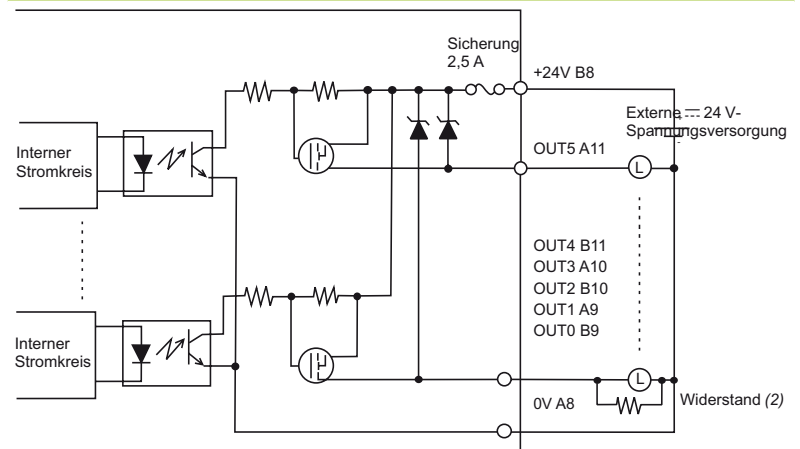 Sicherung
2,5 A
+24V B8
Externe 24 V-
Spannungsversorgung
Interner
Stromkreis
OUT5 A11
L
OUT4 B11
OUT3 A10
OUT2 B10
OUT1 A9
OUT0 B9
Interner
Stromkreis
L
0V A8
Widerstand (2)